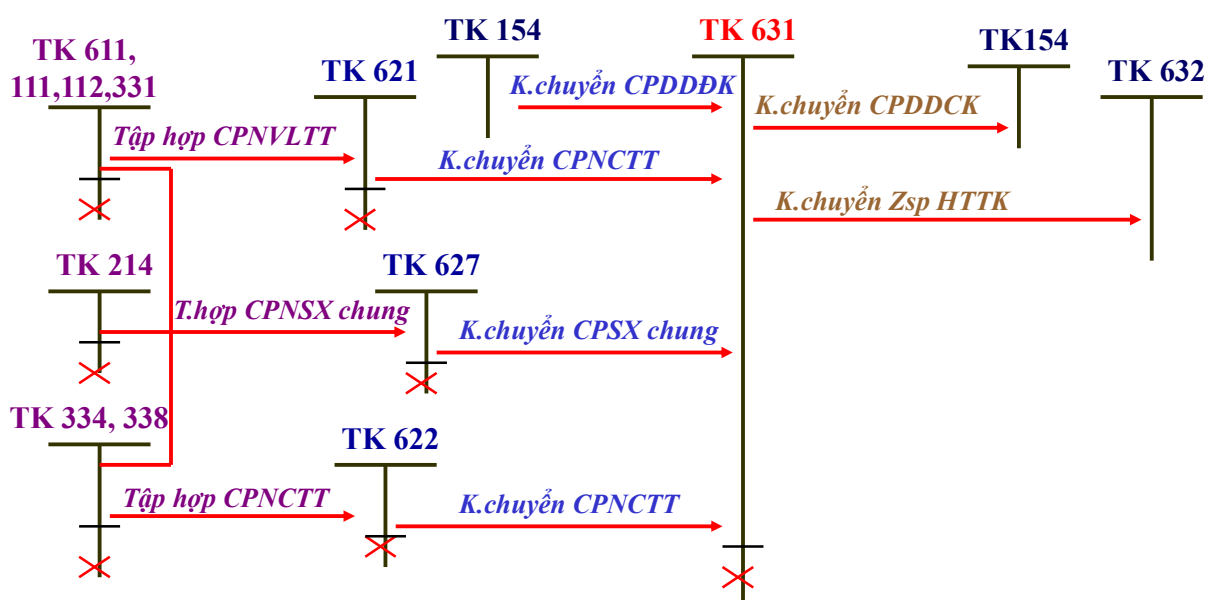 TK 154
TK 631
TK154
TK 611,
111,112,331
TK 621
TK 632
K.chuyển CPDDĐK
K.chuyển CPDDCK
Tập hợp CPNVLTT
K.chuyển CPNCTT
K.chuyển Zsp HTTK
TK 214
TK 627
T.hợp CPNSX chung
K.chuyển CPSX chung
TK 334, 338
TK 622
Tập hợp CPNCTT
K.chuyển CPNCTT